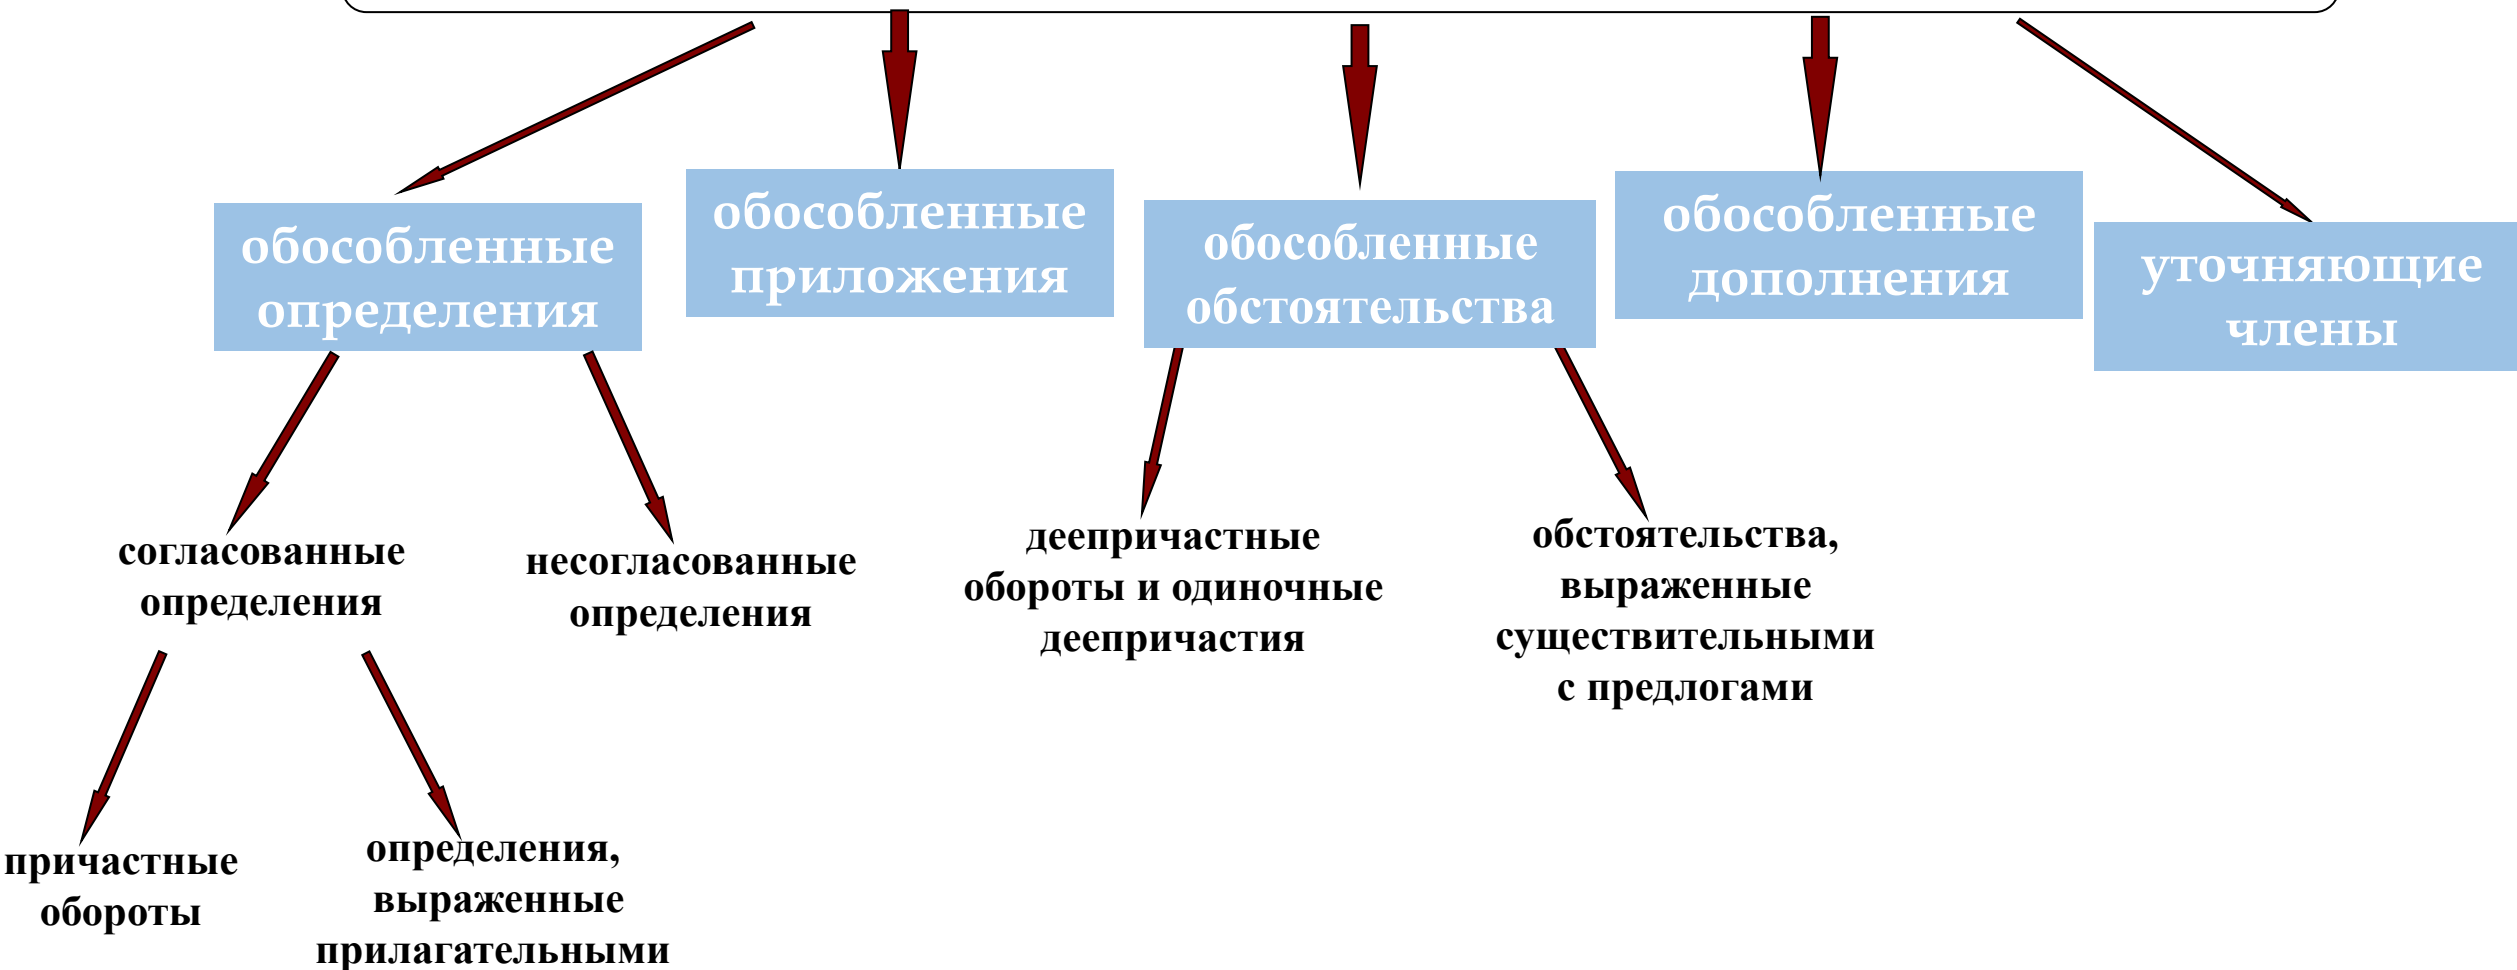 обособленные
определения
обособленные
приложения
обособленные
обстоятельства
обособленные
дополнения
уточняющие
члены
согласованные
определения
несогласованные
определения
деепричастные
обороты и одиночные
деепричастия
обстоятельства,
выраженные
существительными
с предлогами
причастные
обороты
определения,
выраженные
прилагательными